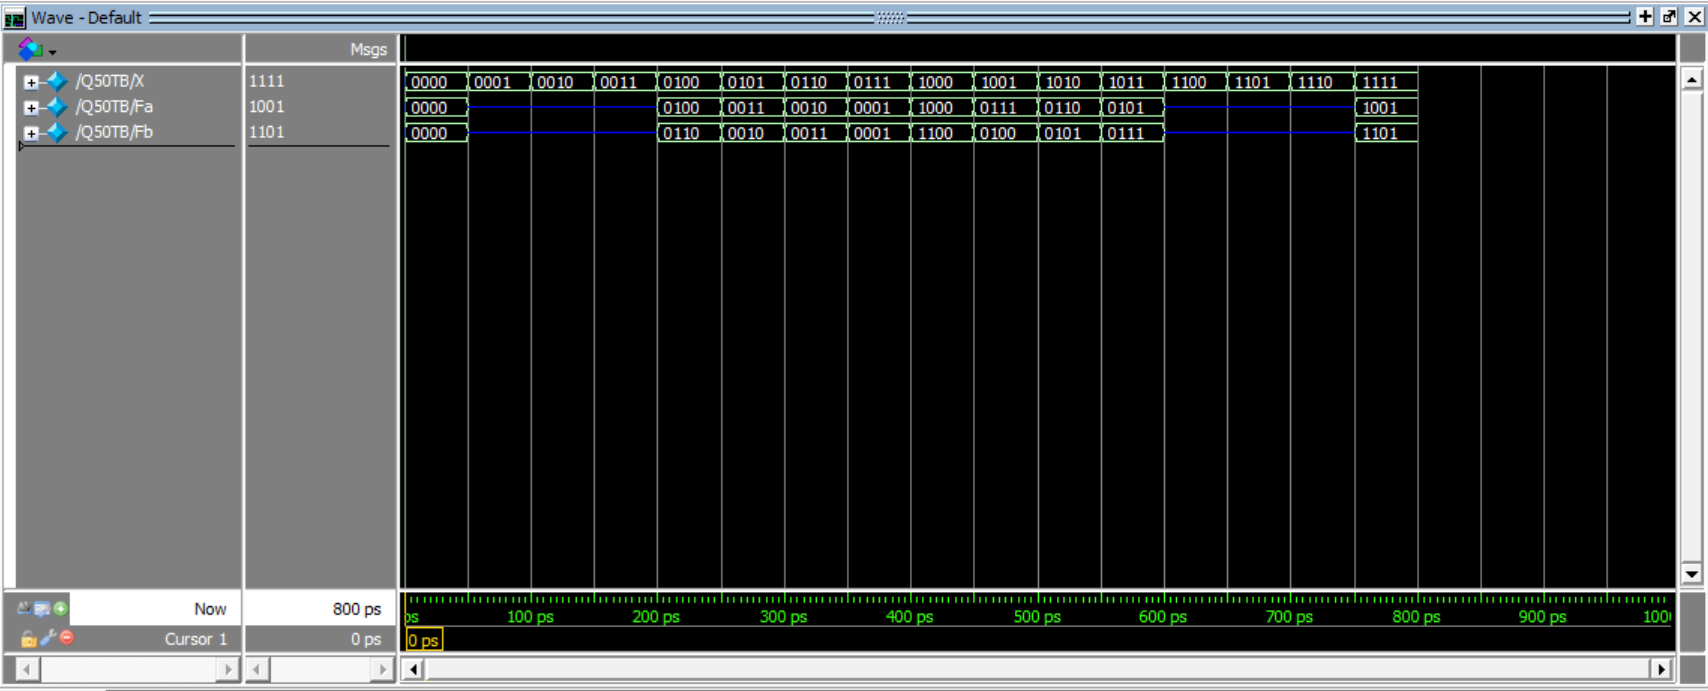 Wave - Default
Msgs
/Q50TB/X 1111 0000 0001 0010 0011 0100 0101 0110 0111 1000 1001 1010 1011 1100 1101 1110 1111
/Q50TB/Fa 1001 0000 0100 0011 0010 0001 1000 0111 0110 0101 1001
/Q50TB/Fb 1101 0000 0110 0010 0011 0001 1100 0100 0101 0111 1101
Now 800 ps ps 100 ps 200 ps 300 ps 400 ps 500 ps 600 ps 700 ps 800 ps 900 ps 100
Cursor 1 0 ps 0 ps